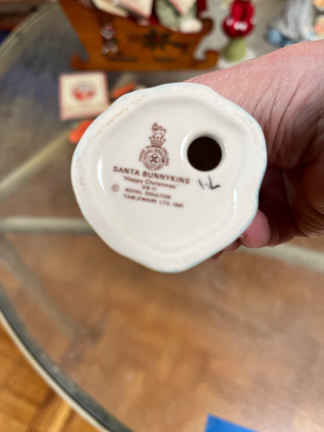 SANTA BUNNYKINS
"Happy Christmas"
© ROYAL DOULTON
TABLEWARE LTD. 1981